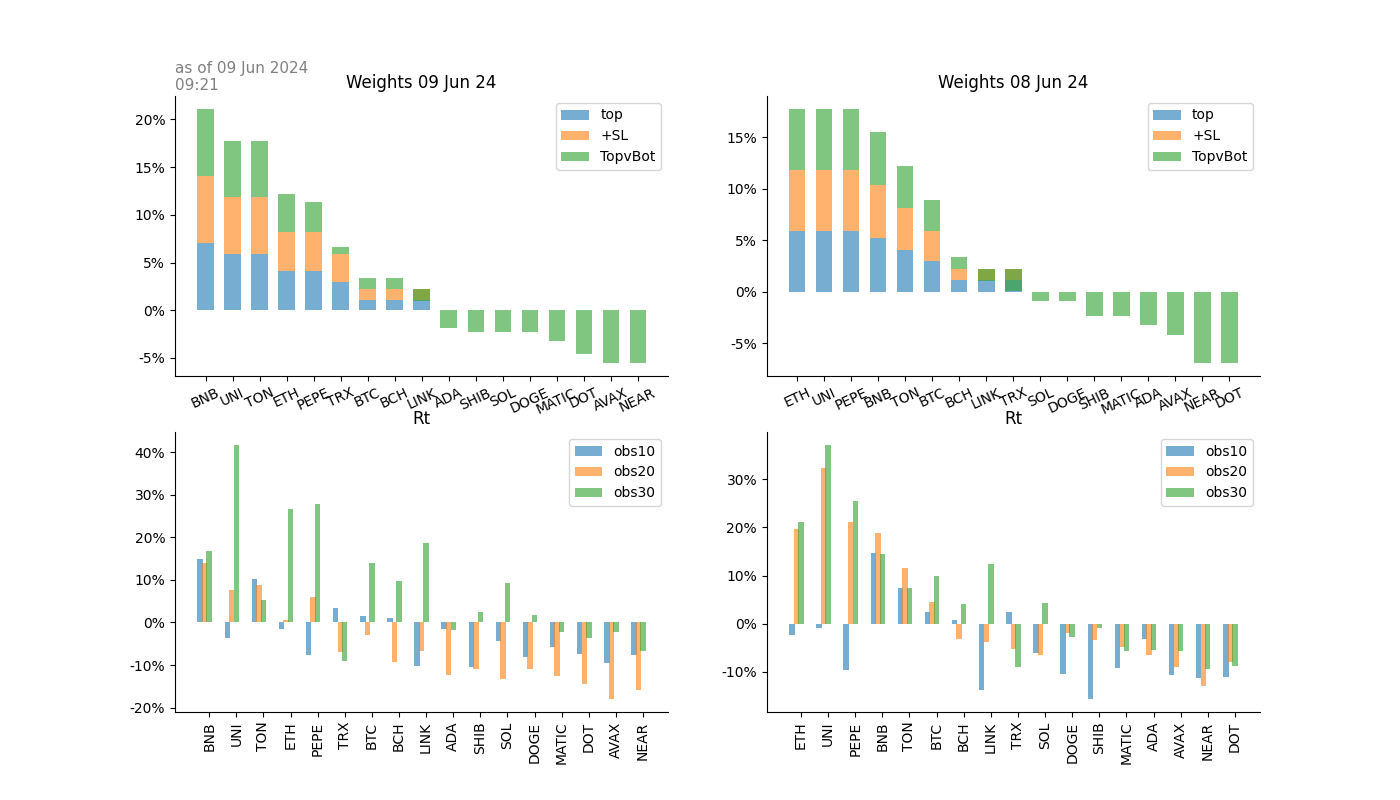 as of 09 Jun 2024
09:21
Weights 09 Jun 24
20%
15%
10%
5%
0%
-5%
top
+SL
TopvBot
BNB UNI TON ETH PEPE TRX BTC BCH LINK ADA SHIB SOL DOGE MATIC DOT AVAX NEAR
Weights 08 Jun 24
15%
10%
5%
0%
-5%
top
+SL
TopvBot
ETH UNI PEPE BNB TON BTC BCH LINK TRX SOL DOGE SHIB MATIC ADA AVAX NEAR DOT
Rt
40%
30%
20%
10%
0%
-10%
-20%
obs10
obs20
obs30
BNB UNI TON ETH PEPE TRX BTC BCH LINK ADA SHIB SOL DOGE MATIC DOT AVAX NEAR
Rt
30%
20%
10%
0%
-10%
obs10
obs20
obs30
ETH UNI PEPE BNB TON BTC BCH LINK TRX SOL DOGE SHIB MATIC ADA AVAX NEAR DOT